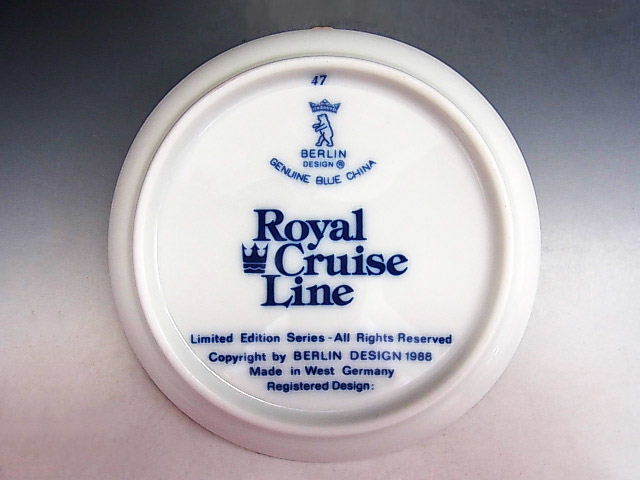 47
BERLIN
DESIGN ®
GENUINE BLUE CHINA
Royal
Cruise
Line
Limited Edition Series - All Rights Reserved
Copyright by BERLIN DESIGN 1988
Made in West Germany
Registered Design: